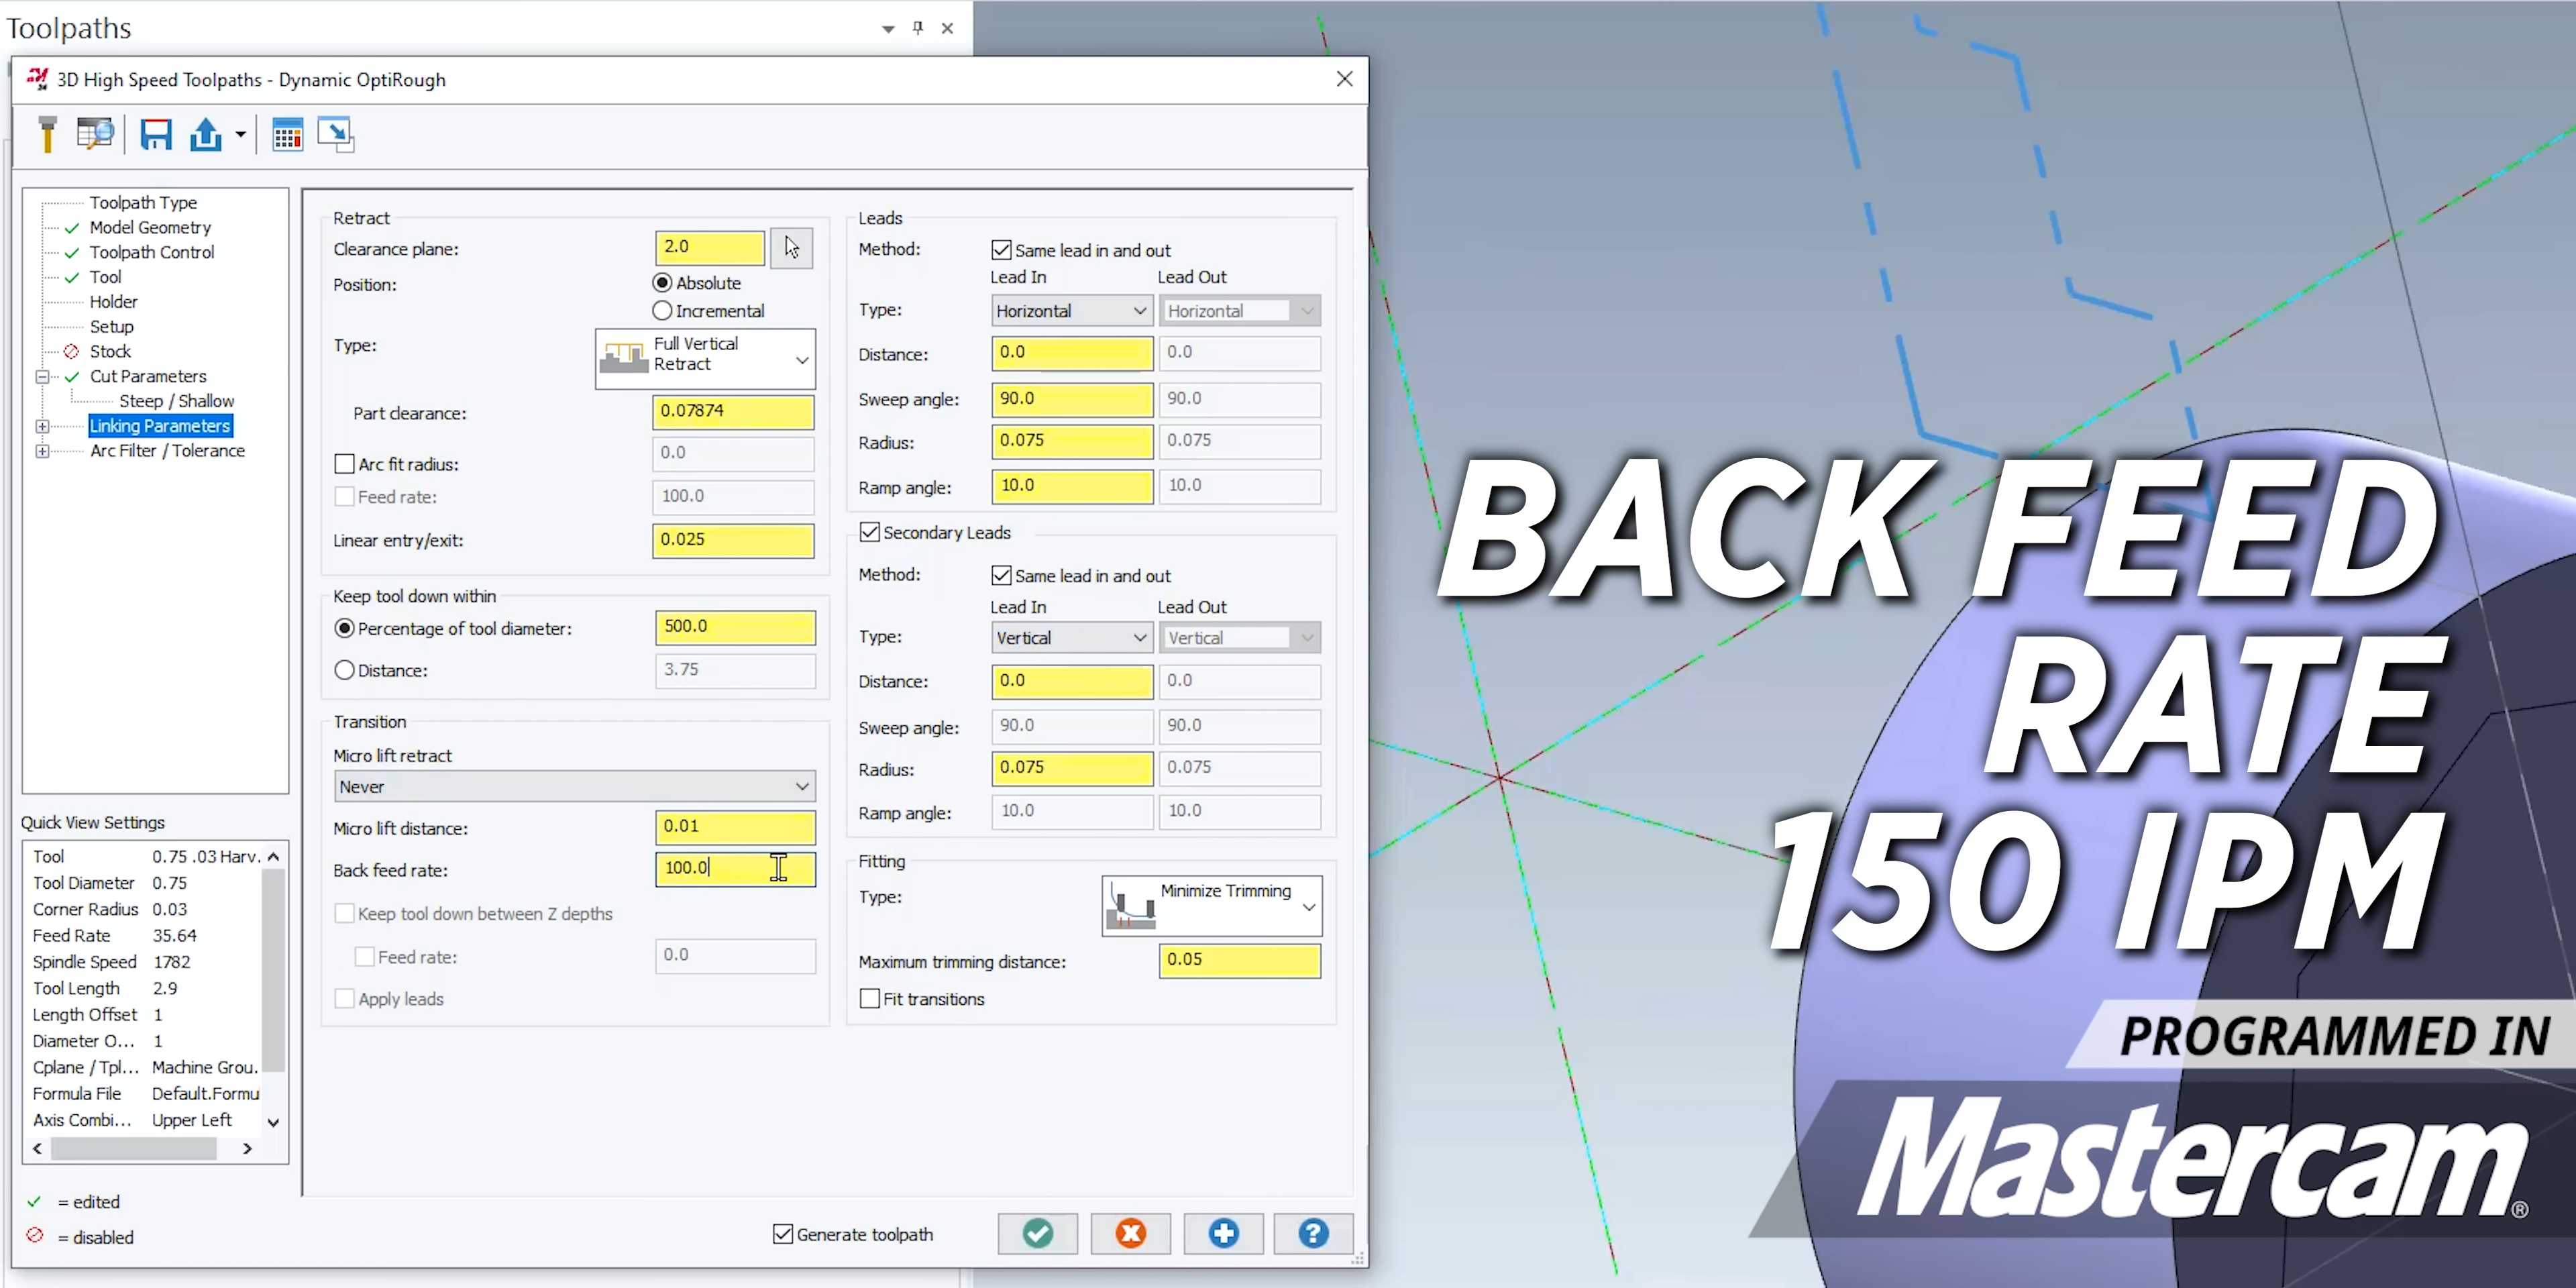 Toolpaths
3D High Speed Toolpaths - Dynamic OptiRough
Toolpath Type
Model Geometry
Toolpath Control
Tool
Holder
Setup
Stock
Cut Parameters
Steep / Shallow
Linking Parameters
Arc Filter / Tolerance
Quick View Settings
Tool 0.75 .03 Harv.
Tool Diameter 0.75
Corner Radius 0.03
Feed Rate 35.64
Spindle Speed 1782
Tool Length 2.9
Length Offset 1
Diameter O... 1
Cplane / Tpl... Machine Grou.
Formula File Default.Formu
Axis Combi... Upper Left
= edited
= disabled
Retract
Clearance plane: 2.0
Position: Absolute
Incremental
Type: Full Vertical
Retract
Part clearance: 0.07874
Arc fit radius: 0.0
Feed rate: 100.0
Linear entry/exit: 0.025
Keep tool down within
Percentage of tool diameter: 500.0
Distance: 3.75
Transition
Micro lift retract
Never
Micro lift distance: 0.01
Back feed rate: 100.0
Keep tool down between Z depths
Feed rate: 0.0
Apply leads
Leads
Method: Same lead in and out
Lead In Lead Out
Type: Horizontal Horizontal
Distance: 0.0 0.0
Sweep angle: 90.0 90.0
Radius: 0.075 0.075
Ramp angle: 10.0 10.0
Secondary Leads
Method: Same lead in and out
Lead In Lead Out
Type: Vertical Vertical
Distance: 0.0 0.0
Sweep angle: 90.0 90.0
Radius: 0.075 0.075
Ramp angle: 10.0 10.0
Fitting
Type: Minimize Trimming
Maximum trimming distance: 0.05
Fit transitions
Generate toolpath
BACK FEED
RATE
150 IPM
PROGRAMMED IN
Mastercam®